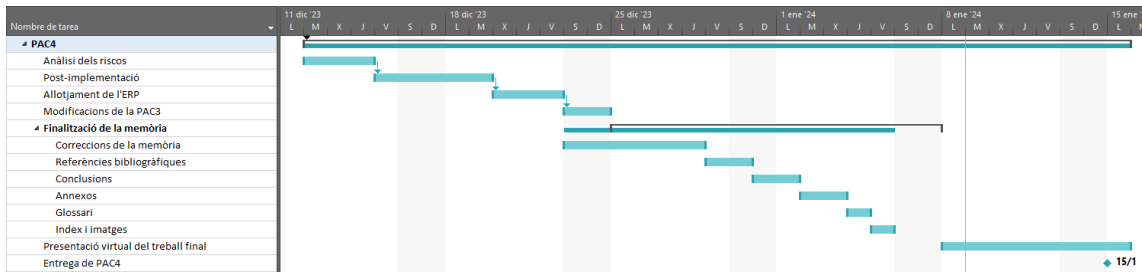 11 dic '23 18 dic '23 25 dic '23 1 ene '24 8 ene '24 15 ene
Nombre de tarea L M X J V S D L M X J V S D L M X J V S D L M X J V S D L M X J V S D L M
PAC4
Anàlisi dels riscos
Post-implementació
Allotjament de l'ERP
Modificacions de la PAC3
Finalització de la memòria
Correccions de la memòria
Referències bibliogràfiques
Conclusions
Annexos
Glossari
Index i imatges
Presentació virtual del treball final
Entrega de PAC4 15/1